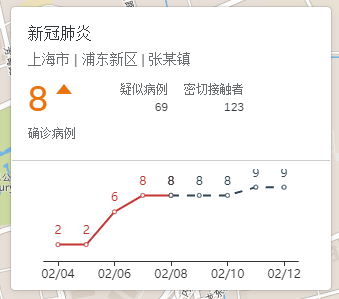 新冠肺炎
上海市 | 浦东新区 | 张某镇
8
疑似病例 密切接触者
69 123
确诊病例
2 2 6 8 8 8 8 9 9
02/04 02/06 02/08 02/10 02/12